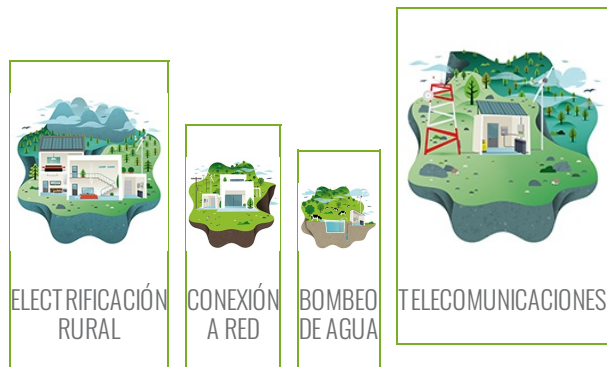 ELECTRIFICACIÓN
RURAL
CONEXIÓN
A RED
BOMBEO
DE AGUA
TELECOMUNICACIONES